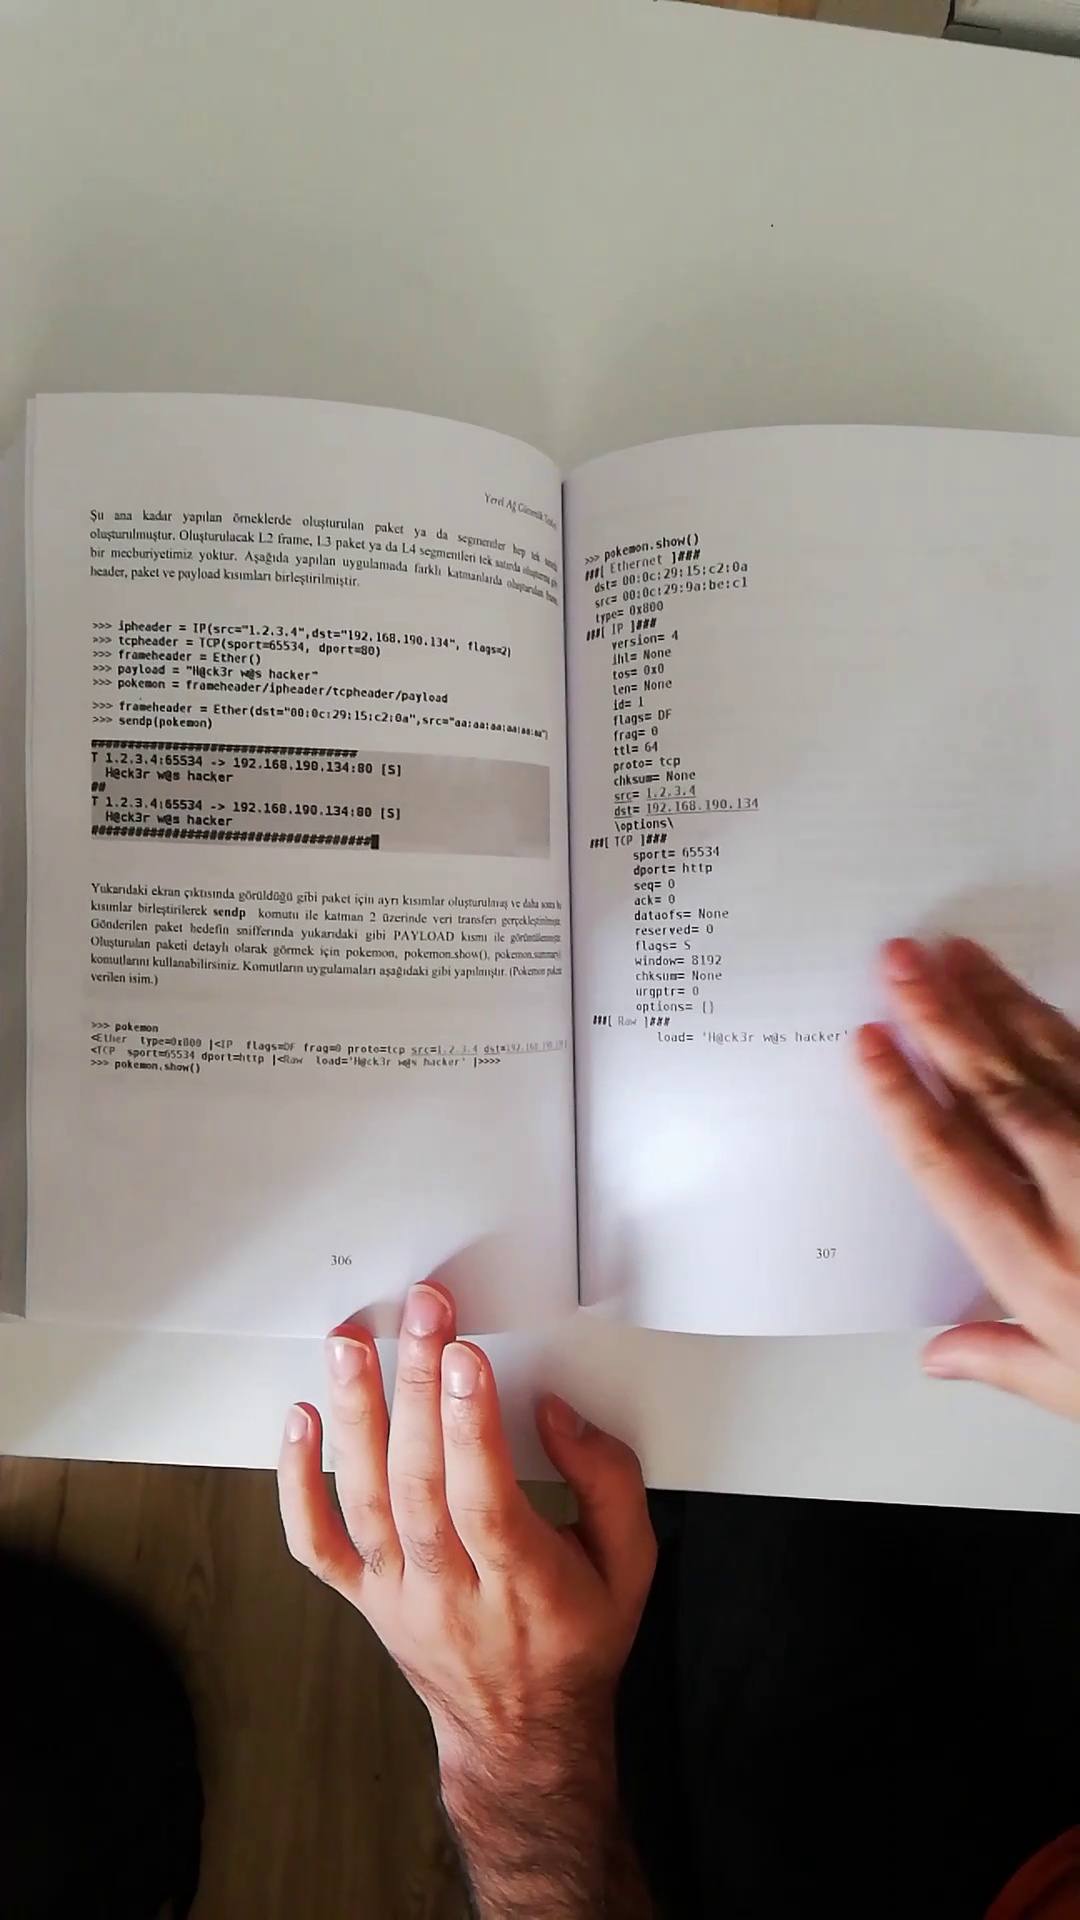 Yerel Ağ Güvenlik
Şu ana kadar yapılan örneklerde oluşturulan paket ya da segmentler hep tek satırda
oluşturulmuştur. Oluşturulacak L2 frame, L3 paket ya da L4 segmentleri tek satırda oluşturma gibi
bir mecburiyetimiz yoktur. Aşağıda yapılan uygulamada farklı katmanlarda oluşturulan frame,
header, paket ve payload kısımları birleştirilmiştir.
>>> ipheader = IP(src="1.2.3.4",dst="192.168.190.134", flags=2)
>>> tcpheader = TCP(sport=65534, dport=80)
>>> frameheader = Ether()
>>> payload = "H@ck3r w@s hacker"
>>> pokemon = frameheader/ipheader/tcpheader/payload
>>> frameheader = Ether(dst="00:0c:29:15:c2:0a",src="aa:aa:aa:aa:aa:aa")
>>> sendp(pokemon)
T 1.2.3.4:65534 -> 192.168.190.134:80 [S]
H@ck3r w@s hacker
##
T 1.2.3.4:65534 -> 192.168.190.134:80 [S]
H@ck3r w@s hacker
Yukarıdaki ekran çıktısında görüldüğü gibi paket için ayrı kısımlar oluşturulmuş ve daha sonra bu
kısımlar birleştirilerek sendp komutu ile katman 2 üzerinde veri transferi gerçekleştirilmiştir.
Gönderilen paket hedefin snifferında yukarıdaki gibi PAYLOAD kısmı ile görüntülenmiştir.
Oluşturulan paketi detaylı olarak görmek için pokemon, pokemon.show(), pokemon.summary()
komutlarını kullanabilirsiniz. Komutların uygulamaları aşağıdaki gibi yapılmıştır. (Pokemon pakete
verilen isim.)
>>> pokemon
<Ether type=0x800 |<IP flags=DF frag=0 proto=tcp src=1.2.3.4 dst=192.168.190
<TCP sport=65534 dport=http |<Raw load='H@ck3r w@s hacker' |>>>>
>>> pokemon.show()
306
>>> pokemon.show()
###[ Ethernet ]###
dst= 00:0c:29:15:c2:0a
src= 00:0c:29:9a:be:c1
type= 0x800
###[ IP ]###
version= 4
ihl= None
tos= 0x0
len= None
id= 1
flags= DF
frag= 0
ttl= 64
proto= tcp
chksum= None
src= 1.2.3.4
dst= 192.168.190.134
\options\
###[ TCP ]###
sport= 65534
dport= http
seq= 0
ack= 0
dataofs= None
reserved= 0
flags= S
window= 8192
chksum= None
urgptr= 0
options= {}
###[ Raw ]###
load= 'H@ck3r w@s hacker'
307